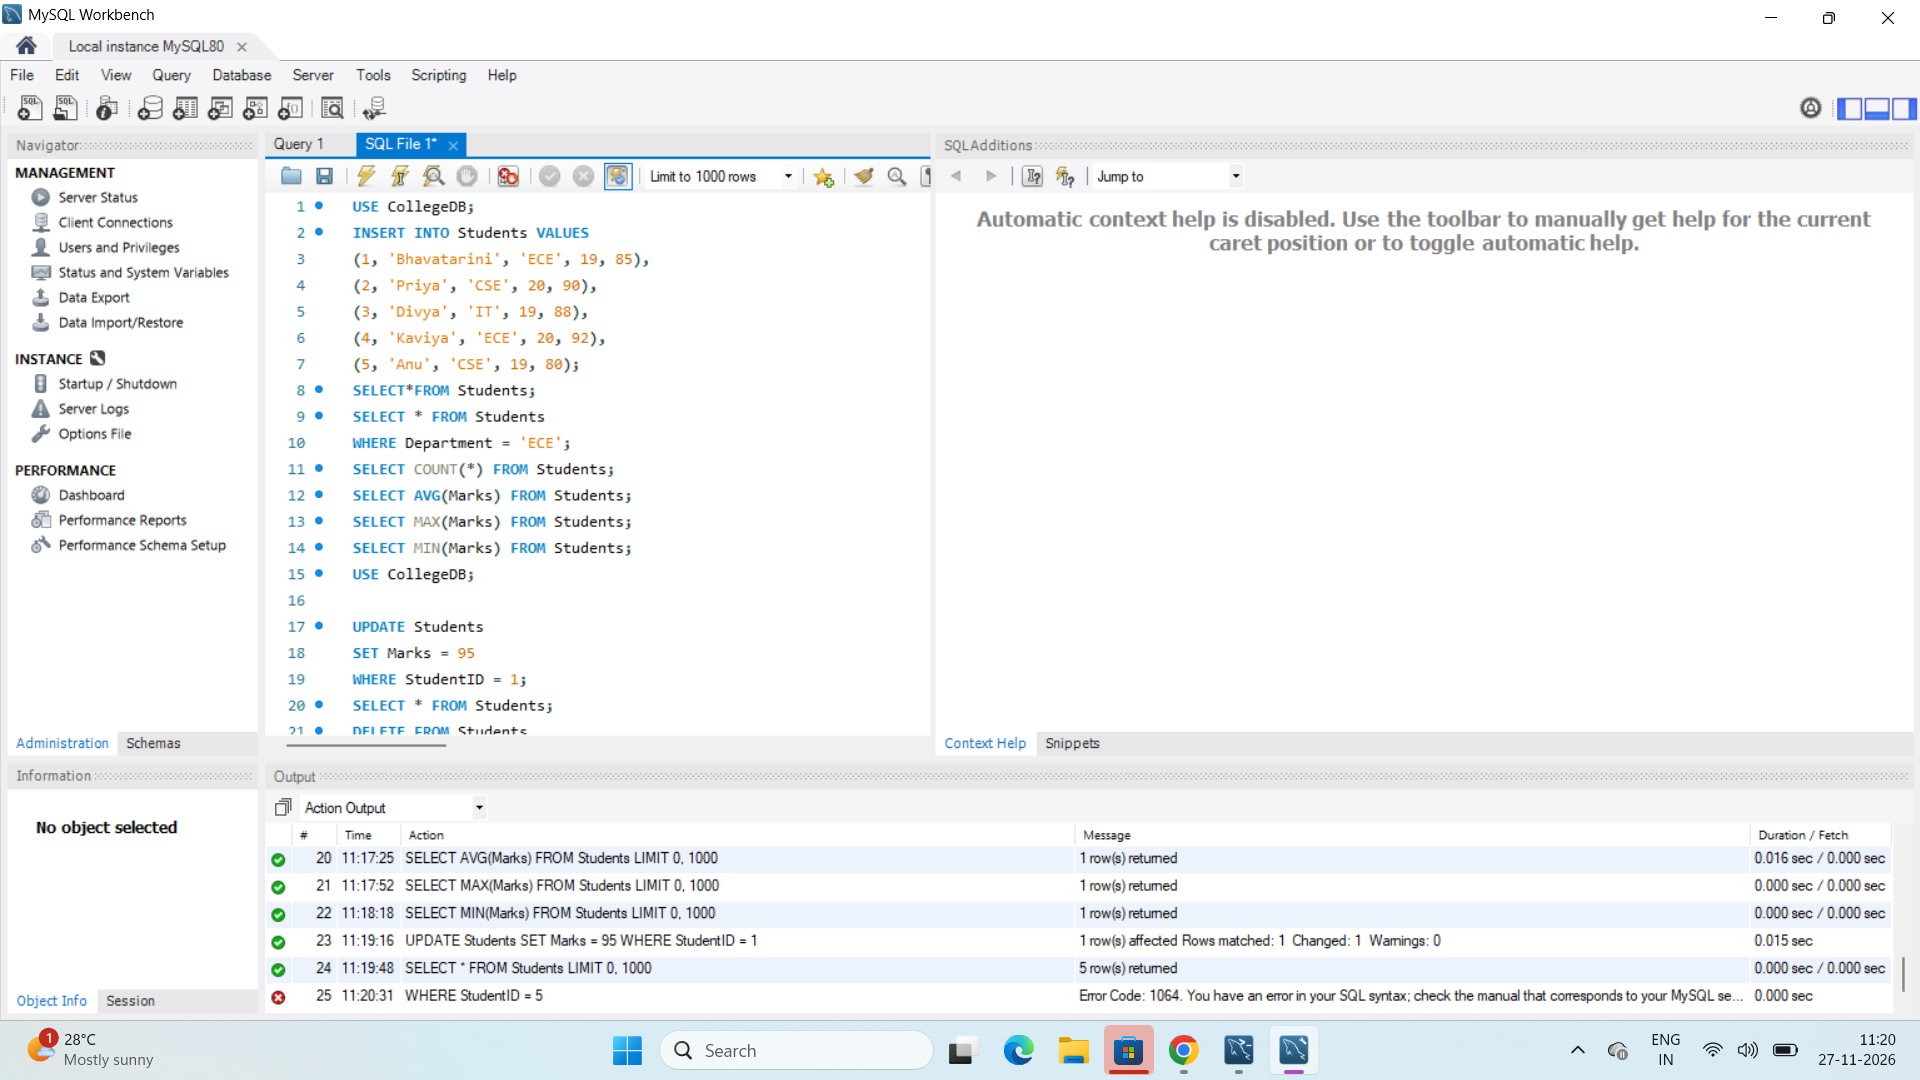 MySQL Workbench
Local instance MySQL80
File Edit View Query Database Server Tools Scripting Help
Navigator
MANAGEMENT
Server Status
Client Connections
Users and Privileges
Status and System Variables
Data Export
Data Import/Restore
INSTANCE
Startup / Shutdown
Server Logs
Options File
PERFORMANCE
Dashboard
Performance Reports
Performance Schema Setup
Administration Schemas
Information
No object selected
Object Info Session
Query 1 SQL File 1*
Limit to 1000 rows
1 USE CollegeDB;
2 INSERT INTO Students VALUES
3 (1, 'Bhavatarini', 'ECE', 19, 85),
4 (2, 'Priya', 'CSE', 20, 90),
5 (3, 'Divya', 'IT', 19, 88),
6 (4, 'Kaviya', 'ECE', 20, 92),
7 (5, 'Anu', 'CSE', 19, 80);
8 SELECT*FROM Students;
9 SELECT * FROM Students
10 WHERE Department = 'ECE';
11 SELECT COUNT(*) FROM Students;
12 SELECT AVG(Marks) FROM Students;
13 SELECT MAX(Marks) FROM Students;
14 SELECT MIN(Marks) FROM Students;
15 USE CollegeDB;
16
17 UPDATE Students
18 SET Marks = 95
19 WHERE StudentID = 1;
20 SELECT * FROM Students;
21 DELETE FROM Students
SQLAdditions
Jump to
Automatic context help is disabled. Use the toolbar to manually get help for the current
caret position or to toggle automatic help.
Context Help Snippets
Output
Action Output
# Time Action Message Duration / Fetch
20 11:17:25 SELECT AVG(Marks) FROM Students LIMIT 0, 1000 1 row(s) returned 0.016 sec / 0.000 sec
21 11:17:52 SELECT MAX(Marks) FROM Students LIMIT 0, 1000 1 row(s) returned 0.000 sec / 0.000 sec
22 11:18:18 SELECT MIN(Marks) FROM Students LIMIT 0, 1000 1 row(s) returned 0.000 sec / 0.000 sec
23 11:19:16 UPDATE Students SET Marks = 95 WHERE StudentID = 1 1 row(s) affected Rows matched: 1 Changed: 1 Warnings: 0 0.015 sec
24 11:19:48 SELECT * FROM Students LIMIT 0, 1000 5 row(s) returned 0.000 sec / 0.000 sec
25 11:20:31 WHERE StudentID = 5 Error Code: 1064. You have an error in your SQL syntax; check the manual that corresponds to your MySQL se... 0.000 sec
1
28°C
Mostly sunny
Search
ENG
IN
11:20
27-11-2026